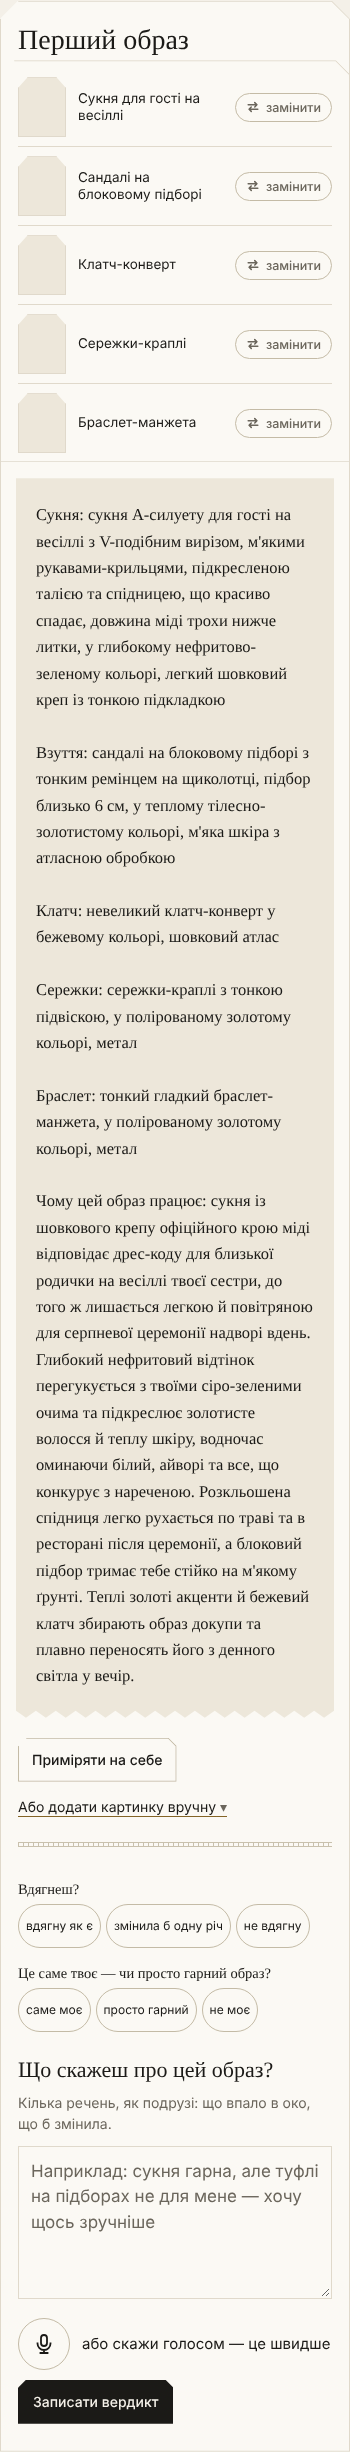 Перший образ
Сукня для гості на
весіллі
⇄ замінити
Сандалі на
блоковому підборі
⇄ замінити
Клатч-конверт
⇄ замінити
Сережки-краплі
⇄ замінити
Браслет-манжета
⇄ замінити
Сукня: сукня А-силуету для гості на
весіллі з V-подібним вирізом, м'якими
рукавами-крильцями, підкресленою
талією та спідницею, що красиво
спадає, довжина міді трохи нижче
литки, у глибокому нефритово-
зеленому кольорі, легкий шовковий
креп із тонкою підкладкою
Взуття: сандалі на блоковому підборі з
тонким ремінцем на щиколотці, підбор
близько 6 см, у теплому тілесно-
золотистому кольорі, м'яка шкіра з
атласною обробкою
Клатч: невеликий клатч-конверт у
бежевому кольорі, шовковий атлас
Сережки: сережки-краплі з тонкою
підвіскою, у полірованому золотому
кольорі, метал
Браслет: тонкий гладкий браслет-
манжета, у полірованому золотому
кольорі, метал
Чому цей образ працює: сукня із
шовкового крепу офіційного крою міді
відповідає дрес-коду для близької
родички на весіллі твоєї сестри, до
того ж лишається легкою й повітряною
для серпневої церемонії надворі вдень.
Глибокий нефритовий відтінок
перегукується з твоїми сіро-зеленими
очима та підкреслює золотисте
волосся й теплу шкіру, водночас
оминаючи білий, айворі та все, що
конкурує з нареченою. Розкльошена
спідниця легко рухається по траві та в
ресторані після церемонії, а блоковий
підбор тримає тебе стійко на м'якому
ґрунті. Теплі золоті акценти й бежевий
клатч збирають образ докупи та
плавно переносять його з денного
світла у вечір.
Приміряти на себе
Або додати картинку вручну ▾
Вдягнеш?
вдягну як є
змінила б одну річ
не вдягну
Це саме твоє — чи просто гарний образ?
саме моє
просто гарний
не моє
Що скажеш про цей образ?
Кілька речень, як подрузі: що впало в око,
що б змінила.
Наприклад: сукня гарна, але туфлі
на підборах не для мене — хочу
щось зручніше
або скажи голосом — це швидше
Записати вердикт